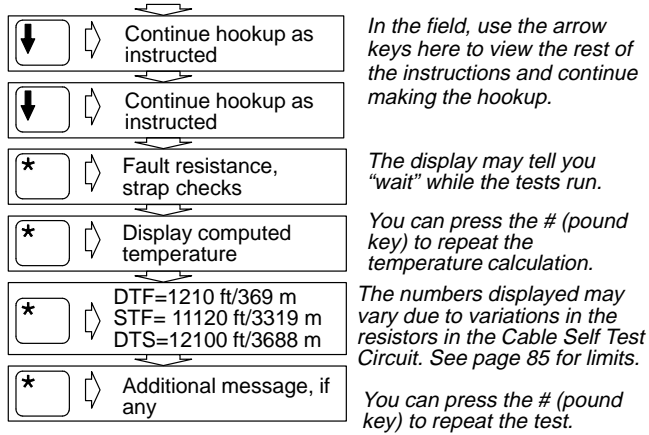 Continue hookup as
instructed
In the field, use the arrow
keys here to view the rest of
the instructions and continue
making the hookup.
Continue hookup as
instructed
*
Fault resistance,
strap checks
The display may tell you
“wait” while the tests run.
*
Display computed
temperature
You can press the # (pound
key) to repeat the
temperature calculation.
*
DTF=1210 ft/369 m
STF= 11120 ft/3319 m
DTS=12100 ft/3688 m
The numbers displayed may
vary due to variations in the
resistors in the Cable Self Test
Circuit. See page 85 for limits.
*
Additional message, if
any
You can press the # (pound
key) to repeat the test.